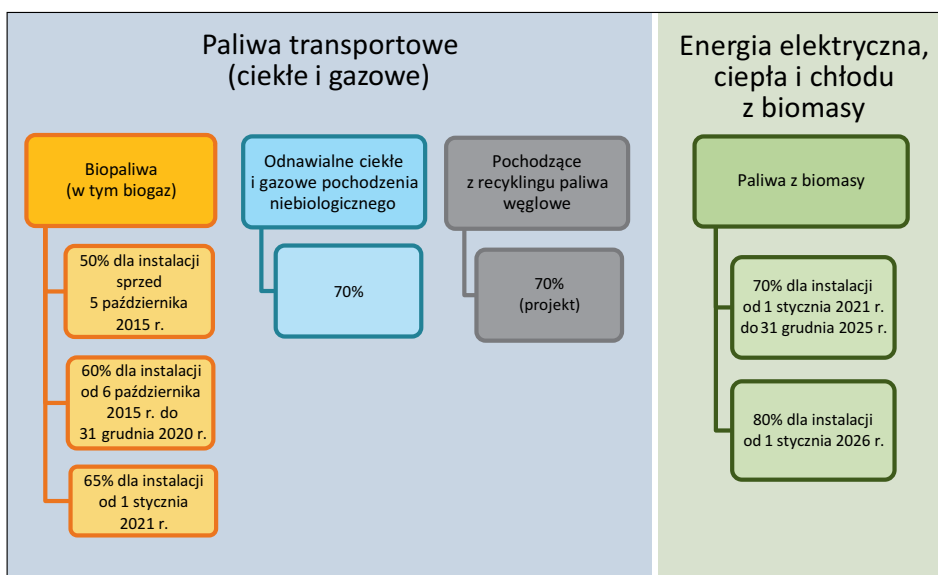 Paliwa transportowe
(ciekłe i gazowe)
Biopaliwa
(w tym biogaz)
50% dla instalacji
sprzed
5 października
2015 r.
60% dla instalacji
od 6 października
2015 r. do
31 grudnia 2020 r.
65% dla instalacji
od 1 stycznia
2021 r.
Odnawialne ciekłe
i gazowe pochodzenia
niebiologicznego
70%
Pochodzące
z recyklingu paliwa
węglowe
70%
(projekt)
Energia elektryczna,
ciepła i chłodu
z biomasy
Paliwa z biomasy
70% dla instalacji
od 1 stycznia 2021 r.
do 31 grudnia 2025 r.
80% dla instalacji
od 1 stycznia 2026 r.